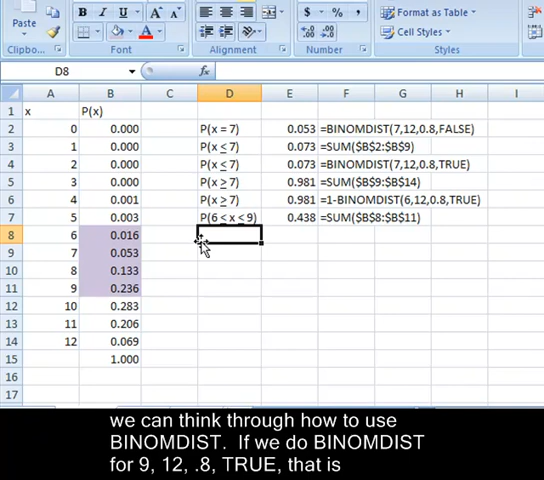 Paste
B I U A A
Format as Table
Cell Styles
$ % ,
Clipbo... Font Alignment Number Styles
D8 fx
A B C D E F G H I
1 x P(x)
2 0 0.000 P(x = 7) 0.053 =BINOMDIST(7,12,0.8,FALSE)
3 1 0.000 P(x ≤ 7) 0.073 =SUM($B$2:$B$9)
4 2 0.000 P(x ≤ 7) 0.073 =BINOMDIST(7,12,0.8,TRUE)
5 3 0.000 P(x ≥ 7) 0.981 =SUM($B$9:$B$14)
6 4 0.001 P(x ≥ 7) 0.981 =1-BINOMDIST(6,12,0.8,TRUE)
7 5 0.003 P(6 ≤ x ≤ 9) 0.438 =SUM($B$8:$B$11)
8 6 0.016
9 7 0.053
10 8 0.133
11 9 0.236
12 10 0.283
13 11 0.206
14 12 0.069
15 1.000
16
17
we can think through how to use
BINOMDIST. If we do BINOMDIST
for 9, 12, .8, TRUE, that is